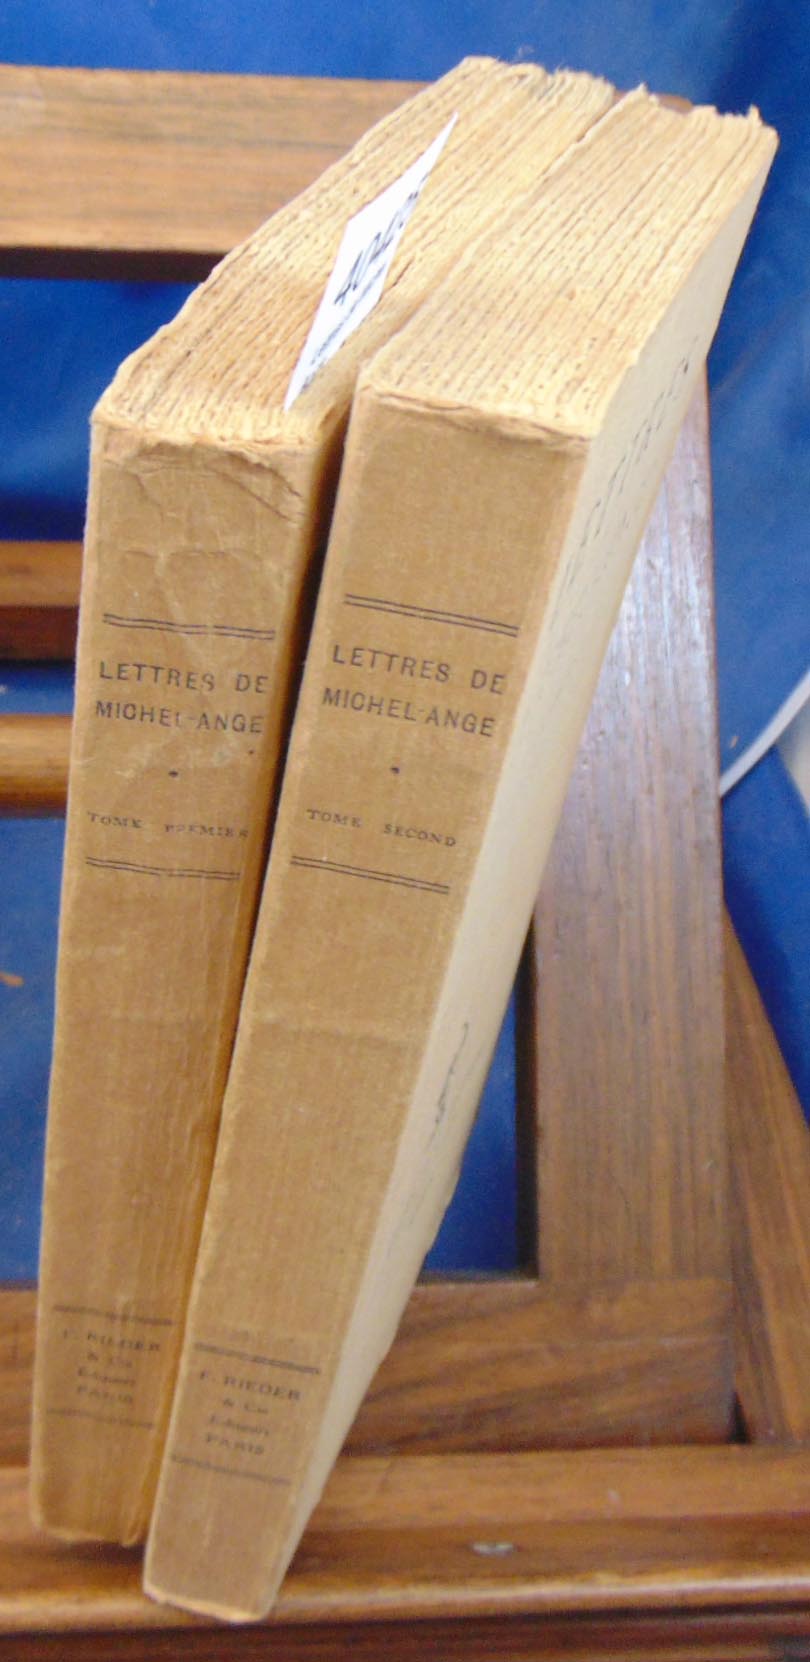 LETTRES DE
MICHEL-ANGE
TOME PREMIER
F. RIEDER
& Cie
Éditeurs
PARIS
LETTRES DE
MICHEL-ANGE
TOME SECOND
F. RIEDER
& Cie
Éditeurs
PARIS